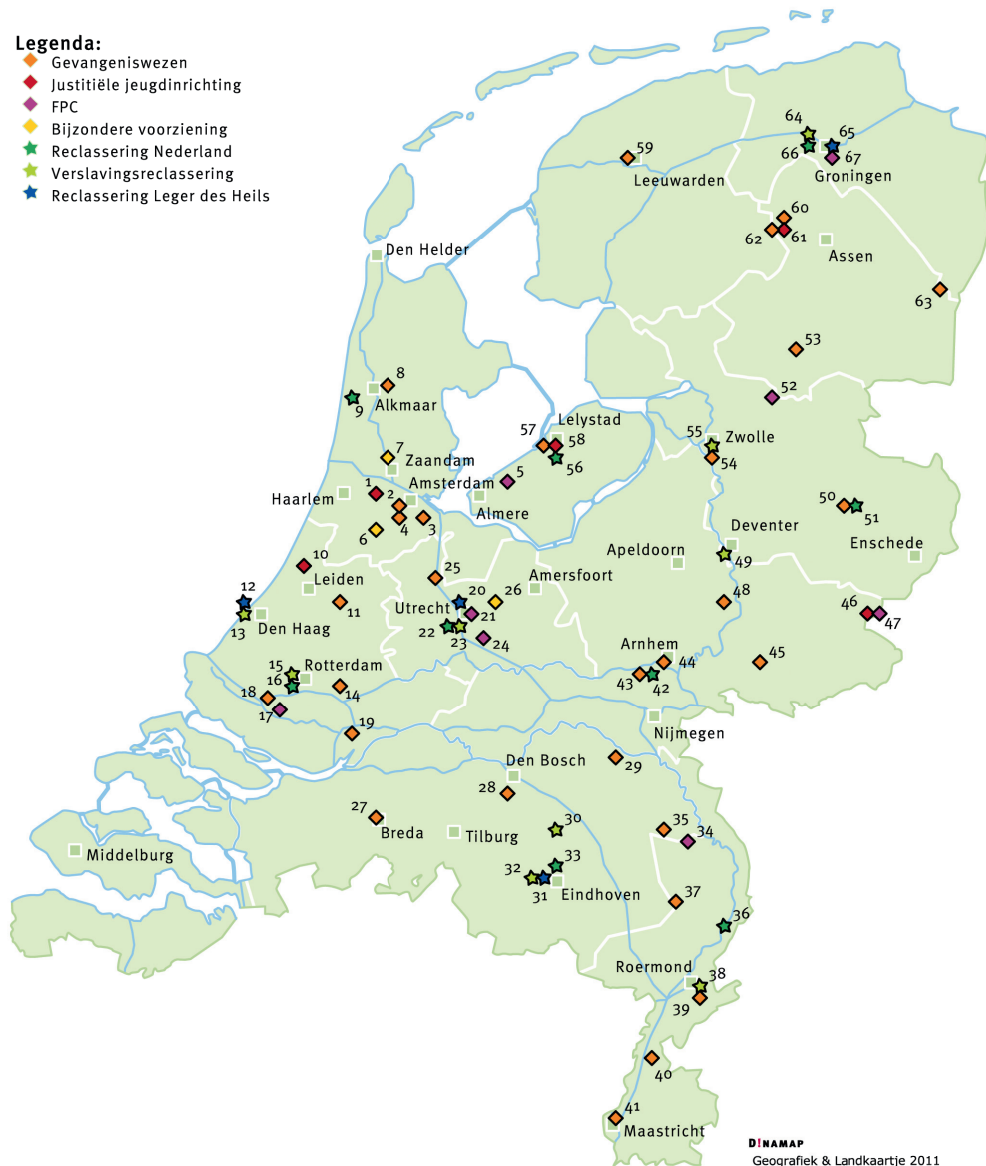 Legenda:
Gevangeniswezen
Justitiële jeugdinrichting
FPC
Bijzondere voorziening
Reclassering Nederland
Verslavingsreclassering
Reclassering Leger des Heils
64
65
59
66
67
Leeuwarden
Groningen
60
62
61
Assen
Den Helder
63
53
8
52
9
Alkmaar
Lelystad
57
58
55
Zwolle
7
56
54
Zaandam
1
2
Amsterdam
5
Haarlem
Almere
50
51
6
4
3
Deventer
Apeldoorn
49
Enschede
10
25
Amersfoort
Leiden
12
20
26
11
Utrecht
21
48
46
47
13
Den Haag
22
23
24
Arnhem
44
45
15
Rotterdam
16
18
14
43
42
17
19
Nijmegen
Den Bosch
29
28
27
30
35
34
Breda
Tilburg
Middelburg
33
32
31
Eindhoven
37
36
Roermond
38
39
40
41
Maastricht
D!NAMAP
Geografiek & Landkaartje 2011